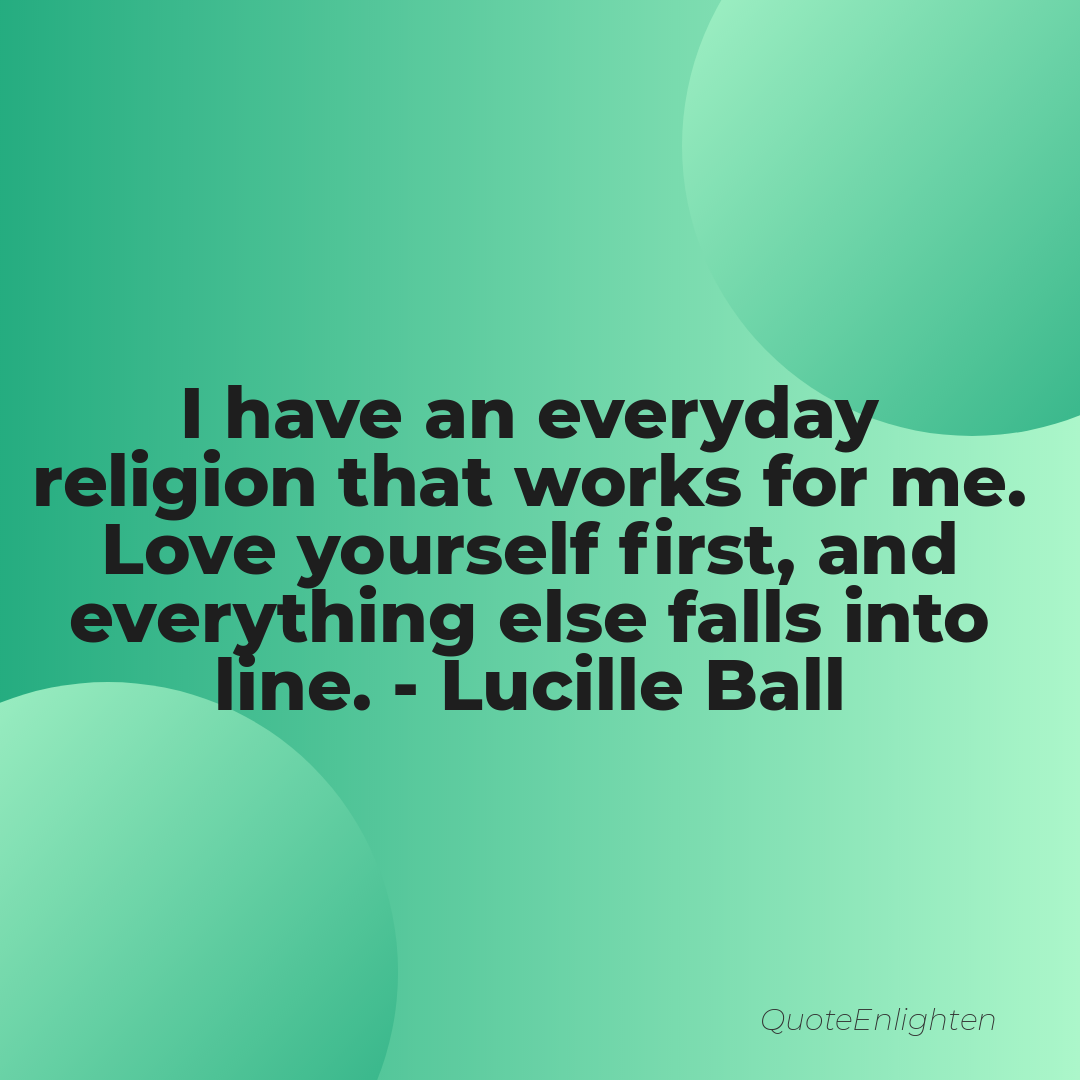 I have an everyday
religion that works for me.
Love yourself first, and
everything else falls into
line. - Lucille Ball
QuoteEnlighten